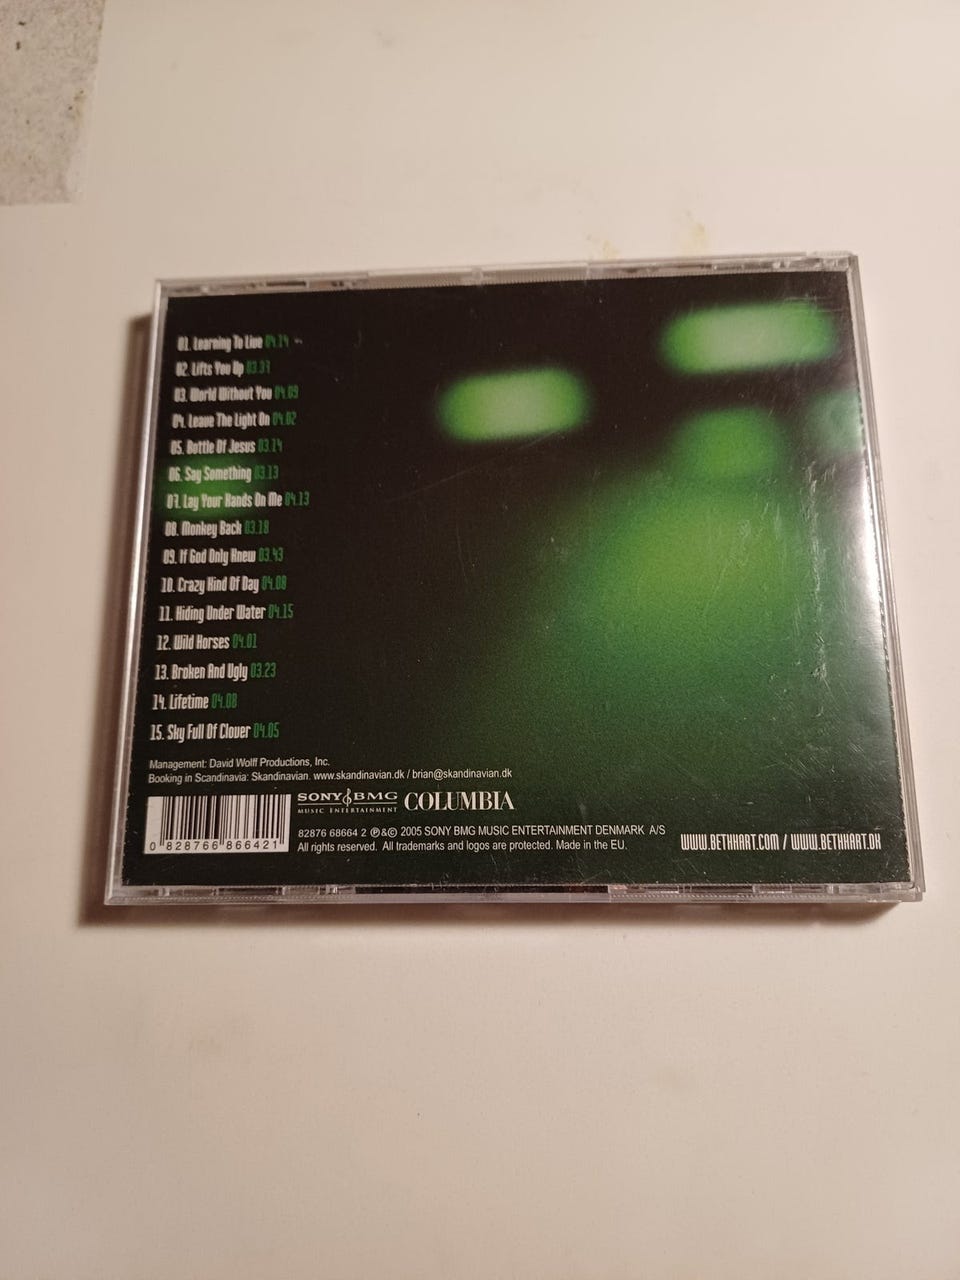 01. Learning To Live 04.14
02. Lifts You Up 03.37
03. World Without You 04.09
04. Leave The Light On 04.02
05. Bottle Of Jesus 03.14
06. Say Something 03.13
07. Lay Your Hands On Me 04.13
08. Monkey Back 03.18
09. If God Only Knew 03.43
10. Crazy Kind Of Day 04.08
11. Hiding Under Water 04.15
12. Wild Horses 04.01
13. Broken And Ugly 03.23
14. Lifetime 04.08
15. Sky Full Of Clover 04.05
Management: David Wolff Productions, Inc.
Booking in Scandinavia: Skandinavian. www.skandinavian.dk / brian@skandinavian.dk
SONY BMG COLUMBIA
MUSIC ENTERTAINMENT
82876 68664 2 ℗&© 2005 SONY BMG MUSIC ENTERTAINMENT DENMARK A/S
All rights reserved. All trademarks and logos are protected. Made in the EU.
WWW.BETHHART.COM / WWW.BETHHART.DK
0 828766 866421